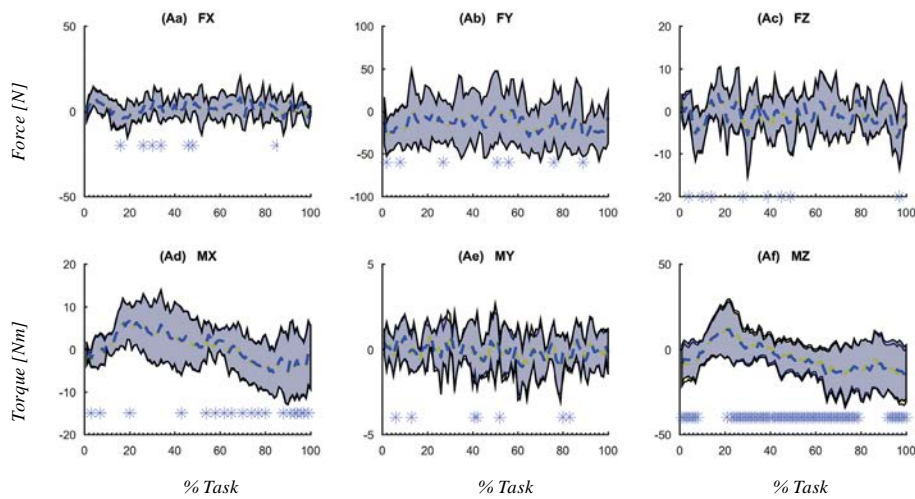 (Aa) FX (Ab) FY (Ac) FZ
50 100 20
50 10
Force [N] 0 0 0
-50 -10
-50 -100 -20
0 20 40 60 80 100 0 20 40 60 80 100 0 20 40 60 80 100
(Ad) MX (Ae) MY (Af) MZ
20 5 50
10
Torque [Nm] 0 0 0
-10
-20 -5 -50
0 20 40 60 80 100 0 20 40 60 80 100 0 20 40 60 80 100
% Task % Task % Task